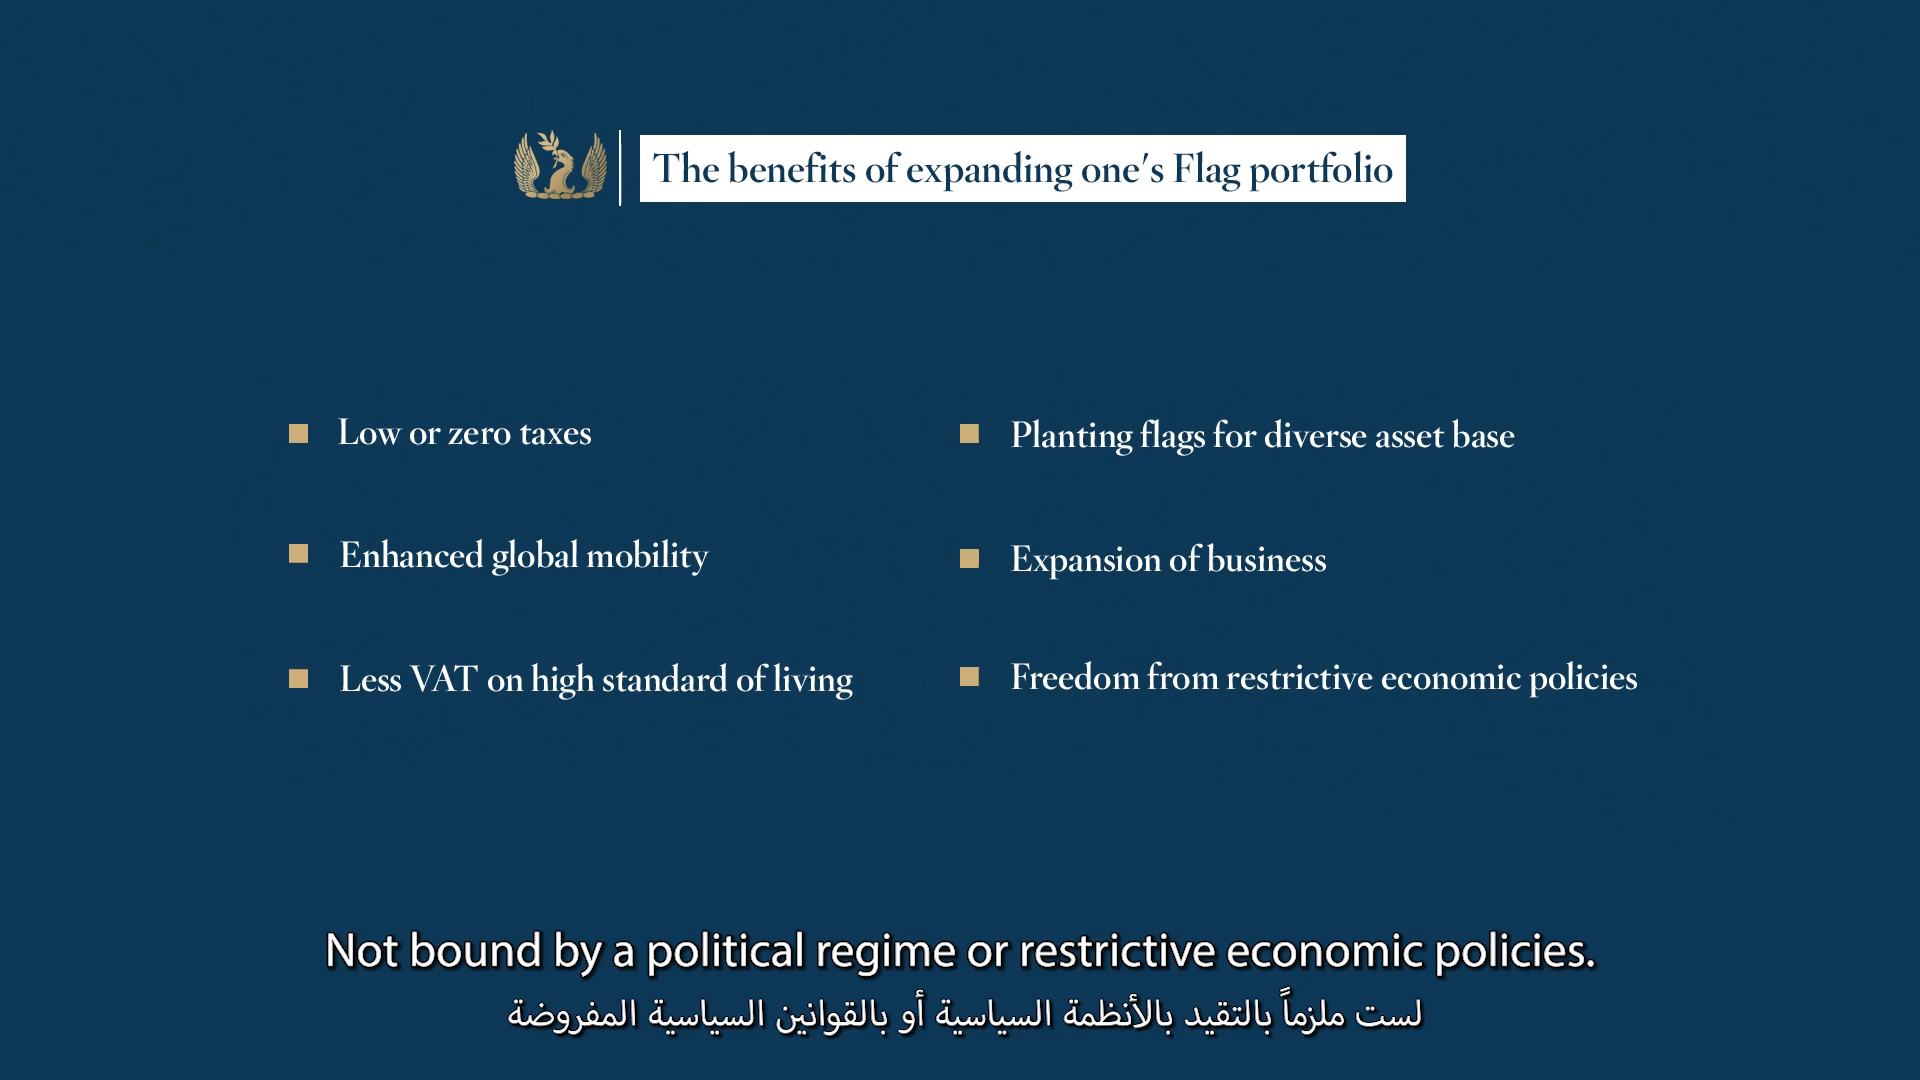 The benefits of expanding one's Flag portfolio
Low or zero taxes
Enhanced global mobility
Less VAT on high standard of living
Planting flags for diverse asset base
Expansion of business
Freedom from restrictive economic policies
Not bound by a political regime or restrictive economic policies.
لست ملزماً بالتقيد بالأنظمة السياسية أو بالقوانين السياسية المفروضة